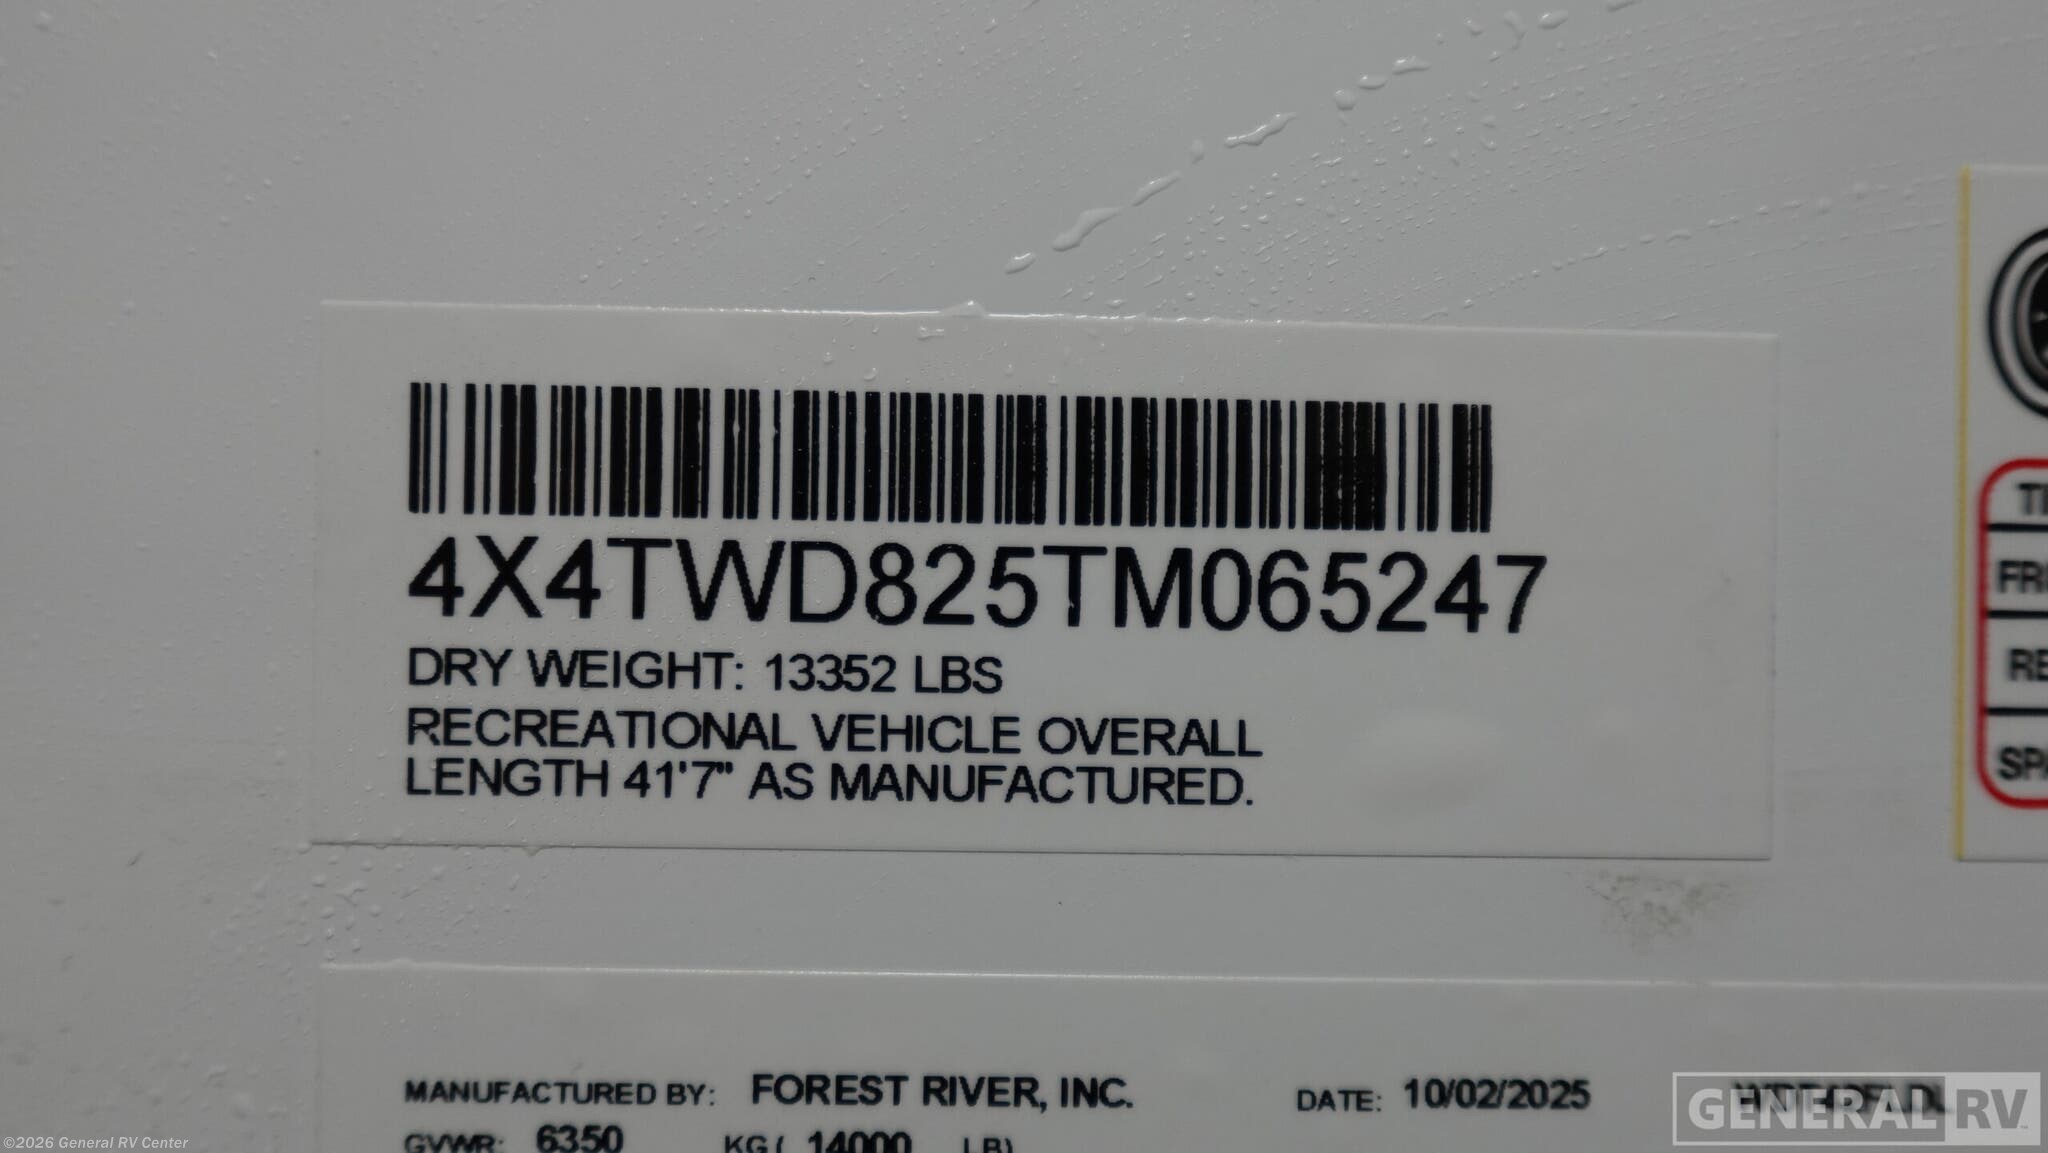 4X4TWD825TM065247
DRY WEIGHT: 13352 LBS
RECREATIONAL VEHICLE OVERALL
LENGTH 41'7" AS MANUFACTURED.
MANUFACTURED BY: FOREST RIVER, INC. DATE: 10/02/2025
GVWR: 6350 KG ( 14000 LB)
GENERAL RV
©2026 General RV Center